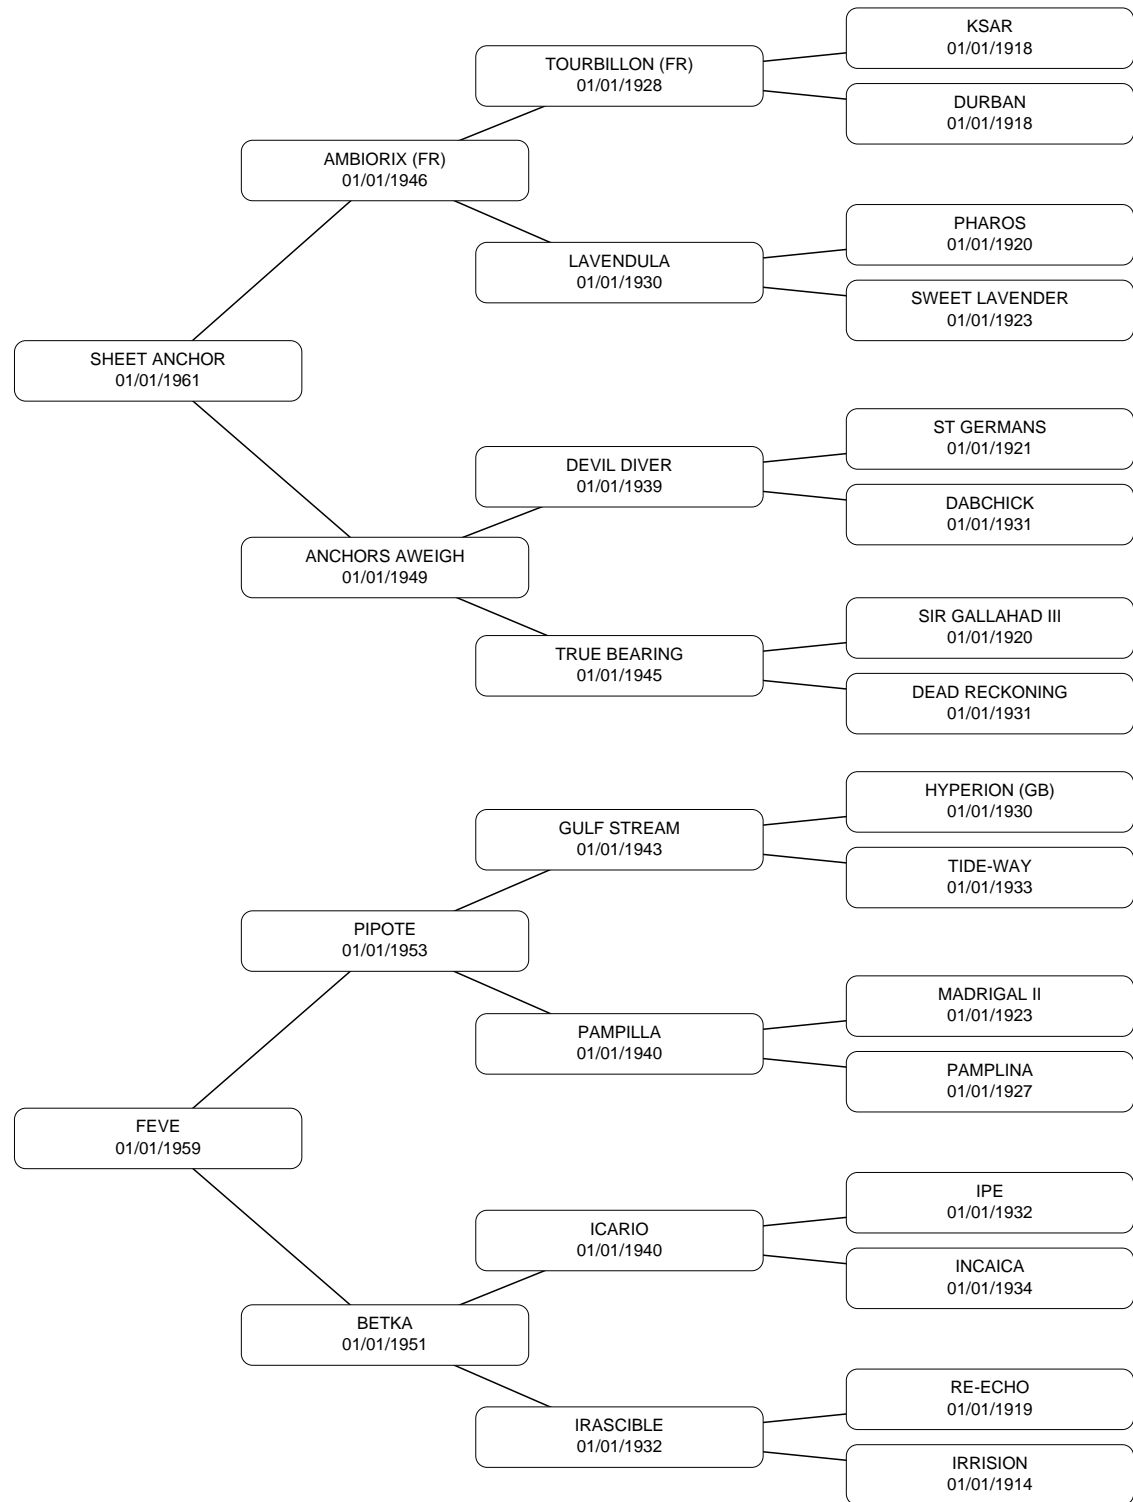 KSAR
01/01/1918
TOURBILLON (FR)
01/01/1928
DURBAN
01/01/1918
AMBIORIX (FR)
01/01/1946
PHAROS
01/01/1920
LAVENDULA
01/01/1930
SWEET LAVENDER
01/01/1923
SHEET ANCHOR
01/01/1961
ST GERMANS
01/01/1921
DEVIL DIVER
01/01/1939
DABCHICK
01/01/1931
ANCHORS AWEIGH
01/01/1949
SIR GALLAHAD III
01/01/1920
TRUE BEARING
01/01/1945
DEAD RECKONING
01/01/1931
HYPERION (GB)
01/01/1930
GULF STREAM
01/01/1943
TIDE-WAY
01/01/1933
PIPOTE
01/01/1953
MADRIGAL II
01/01/1923
PAMPILLA
01/01/1940
PAMPLINA
01/01/1927
FEVE
01/01/1959
IPE
01/01/1932
ICARIO
01/01/1940
INCAICA
01/01/1934
BETKA
01/01/1951
RE-ECHO
01/01/1919
IRASCIBLE
01/01/1932
IRRISION
01/01/1914